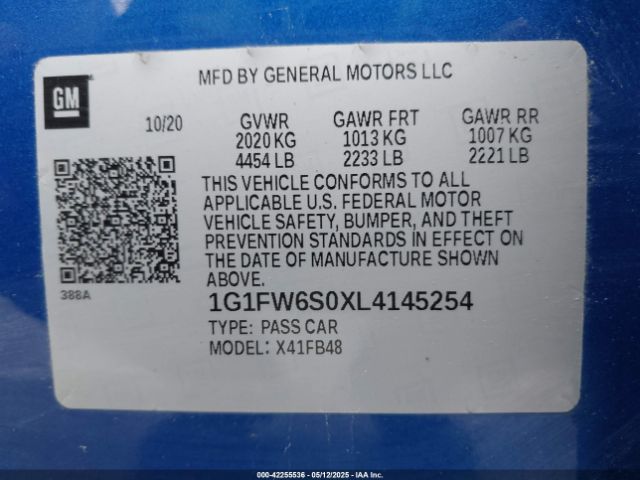 GM
MFD BY GENERAL MOTORS LLC
10/20 GVWR GAWR FRT GAWR RR
2020 KG 1013 KG 1007 KG
4454 LB 2233 LB 2221 LB
THIS VEHICLE CONFORMS TO ALL
APPLICABLE U.S. FEDERAL MOTOR
VEHICLE SAFETY, BUMPER, AND THEFT
PREVENTION STANDARDS IN EFFECT ON
THE DATE OF MANUFACTURE SHOWN
ABOVE.
388A
1G1FW6S0XL4145254
TYPE: PASS CAR
MODEL: X41FB48
000-42255536 - 05/12/2025 - IAA Inc.